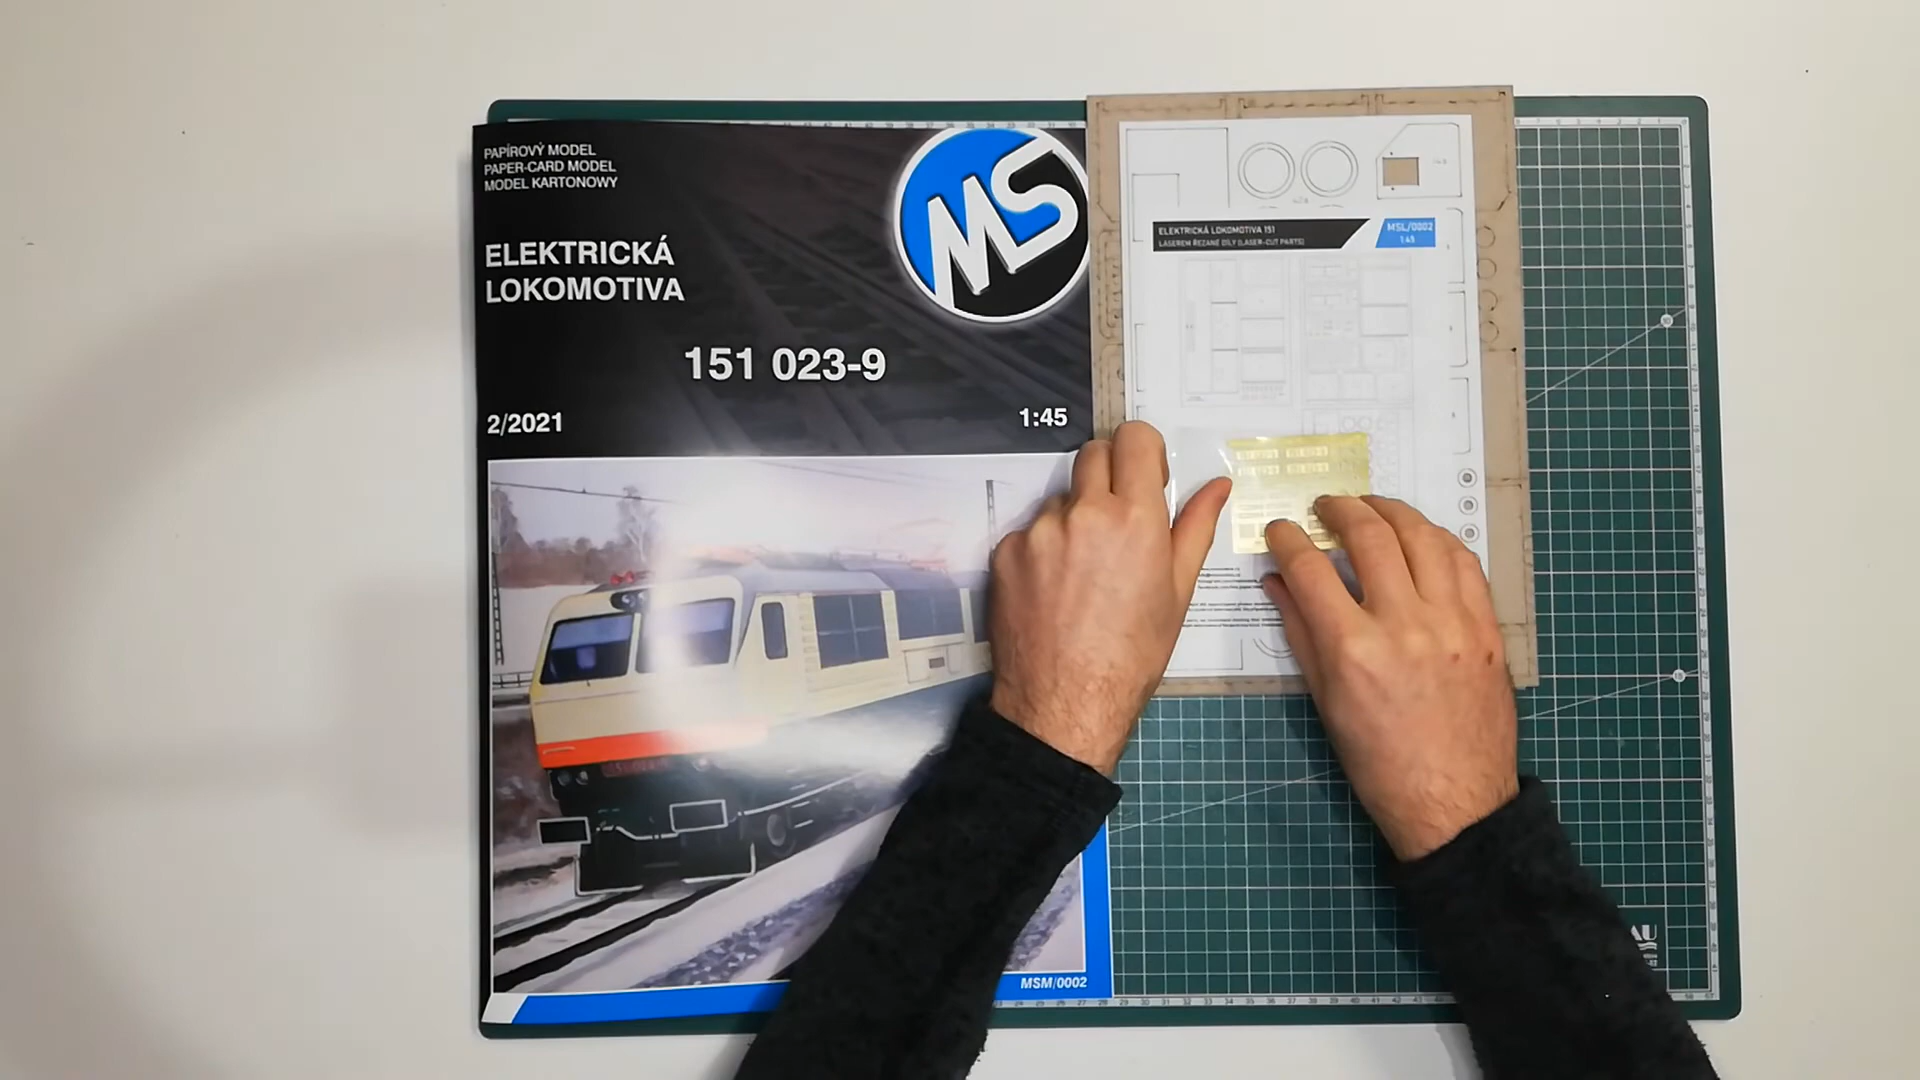 PAPÍROVÝ MODEL
PAPER-CARD MODEL
MODEL KARTONOWY
MS
ELEKTRICKÁ
LOKOMOTIVA
151 023-9
2/2021
1:45
MSM/0002
ELEKTRICKÁ LOKOMOTIVA 151
LASEREM ŘEZANÉ DÍLY (LASER-CUT PARTS)
MSL/0002
1:45